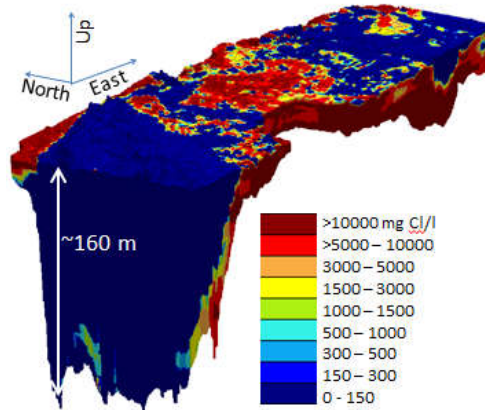 Up
North
East
~160 m
>10000 mg Cl/l
>5000 – 10000
3000 – 5000
1500 – 3000
1000 – 1500
500 – 1000
300 – 500
150 – 300
0 - 150